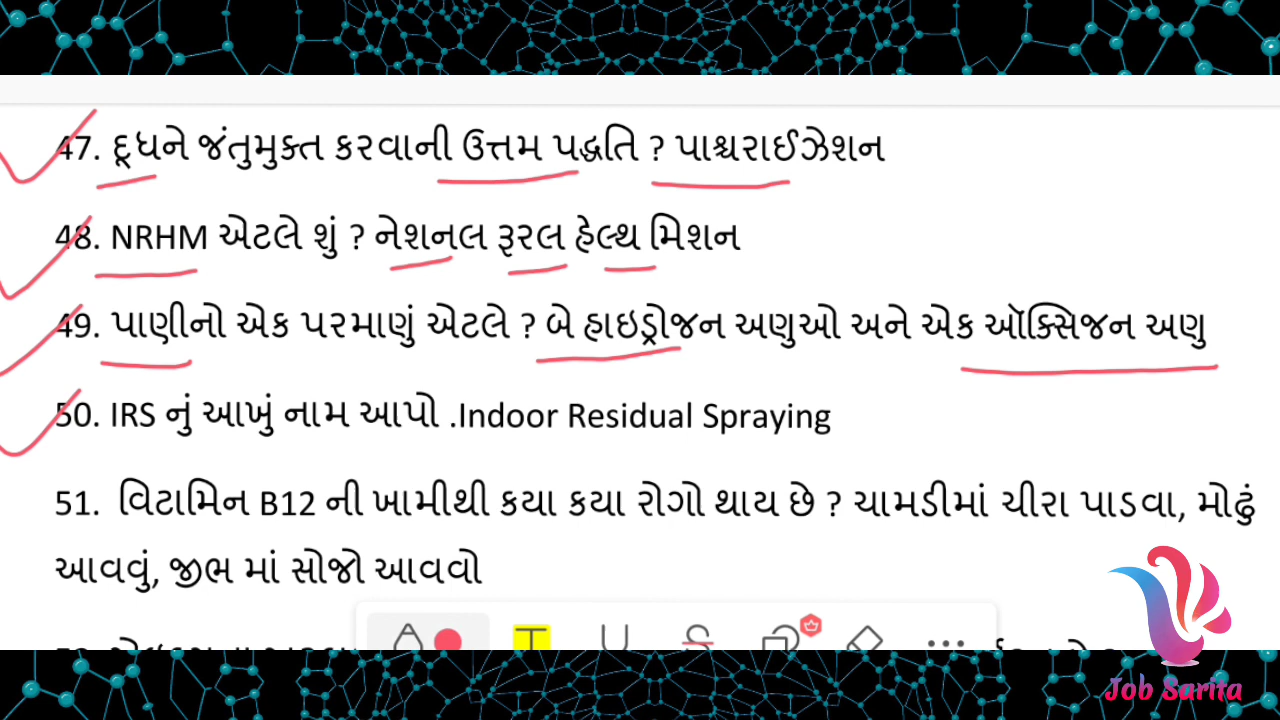 47. દૂધને જંતુમુક્ત કરવાની ઉત્તમ પદ્ધતિ ? પાશ્ચરાઈઝેશન
48. NRHM એટલે શું ? નેશનલ રૂરલ હેલ્થ મિશન
49. પાણીનો એક પરમાણું એટલે ? બે હાઇડ્રોજન અણુઓ અને એક ઑક્સિજન અણુ
50. IRS નું આખું નામ આપો .Indoor Residual Spraying
51. વિટામિન B12 ની ખામીથી કયા કયા રોગો થાય છે ? ચામડીમાં ચીરા પાડવા, મોઢું
આવવું, જીભ માં સોજો આવવો
Job Sarita